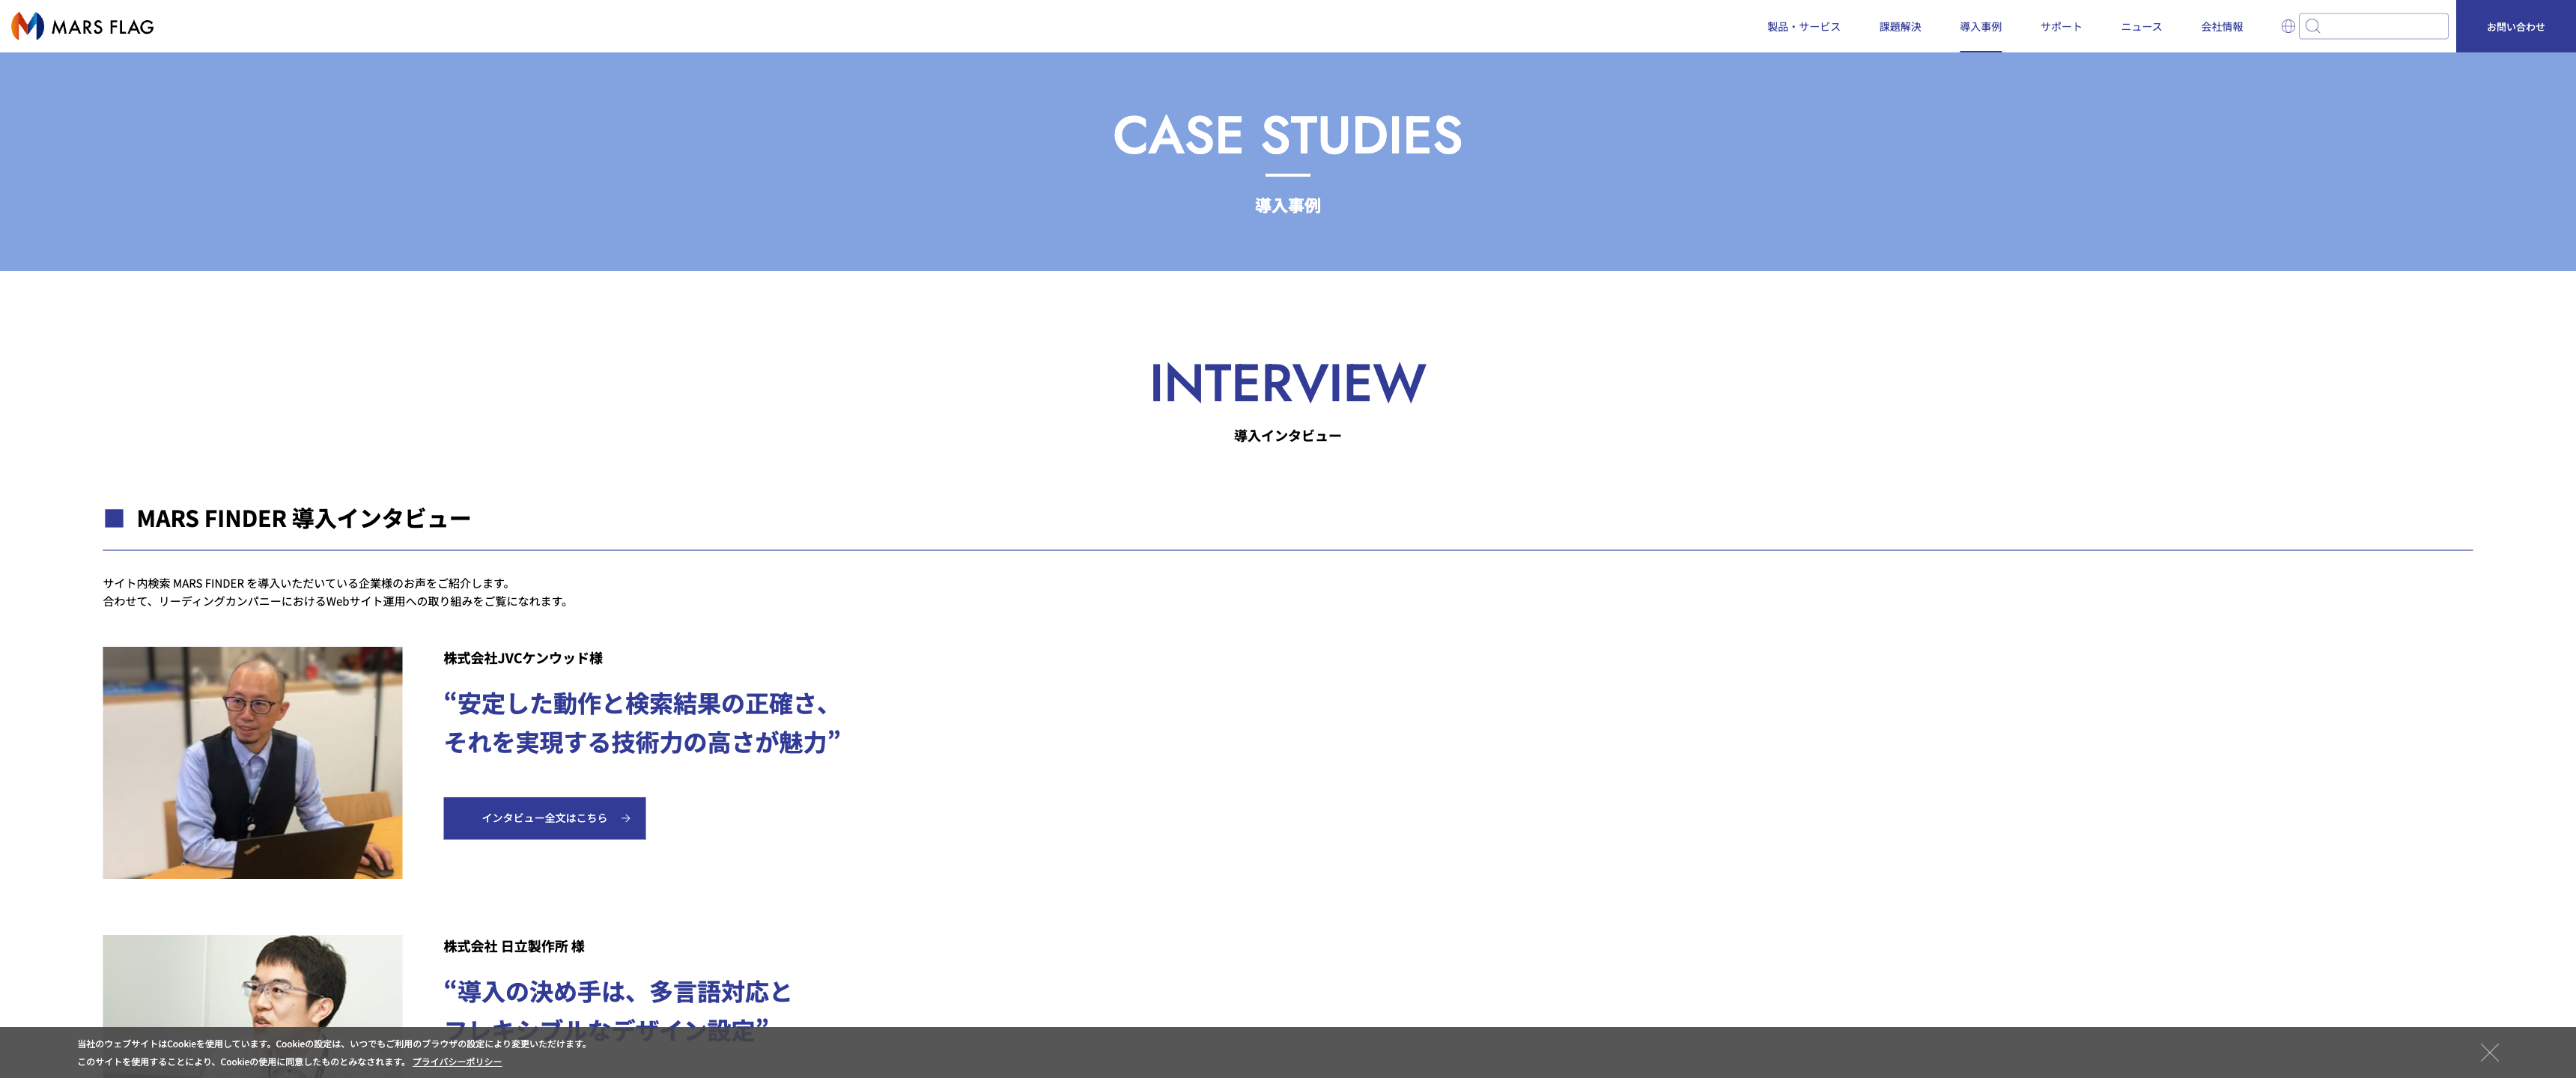 MARS FLAG
製品・サービス
課題解決
導入事例
サポート
ニュース
会社情報
お問い合わせ
CASE STUDIES
導入事例
INTERVIEW
導入インタビュー
MARS FINDER 導入インタビュー
サイト内検索 MARS FINDER を導入いただいている企業様のお声をご紹介します。
合わせて、リーディングカンパニーにおけるWebサイト運用への取り組みをご覧になれます。
株式会社JVCケンウッド様
“安定した動作と検索結果の正確さ、
それを実現する技術力の高さが魅力”
インタビュー全文はこちら
株式会社 日立製作所 様
“導入の決め手は、多言語対応と
フレキシブルなデザイン設定”
当社のウェブサイトはCookieを使用しています。Cookieの設定は、いつでもご利用のブラウザの設定により変更いただけます。
このサイトを使用することにより、Cookieの使用に同意したものとみなされます。 プライバシーポリシー